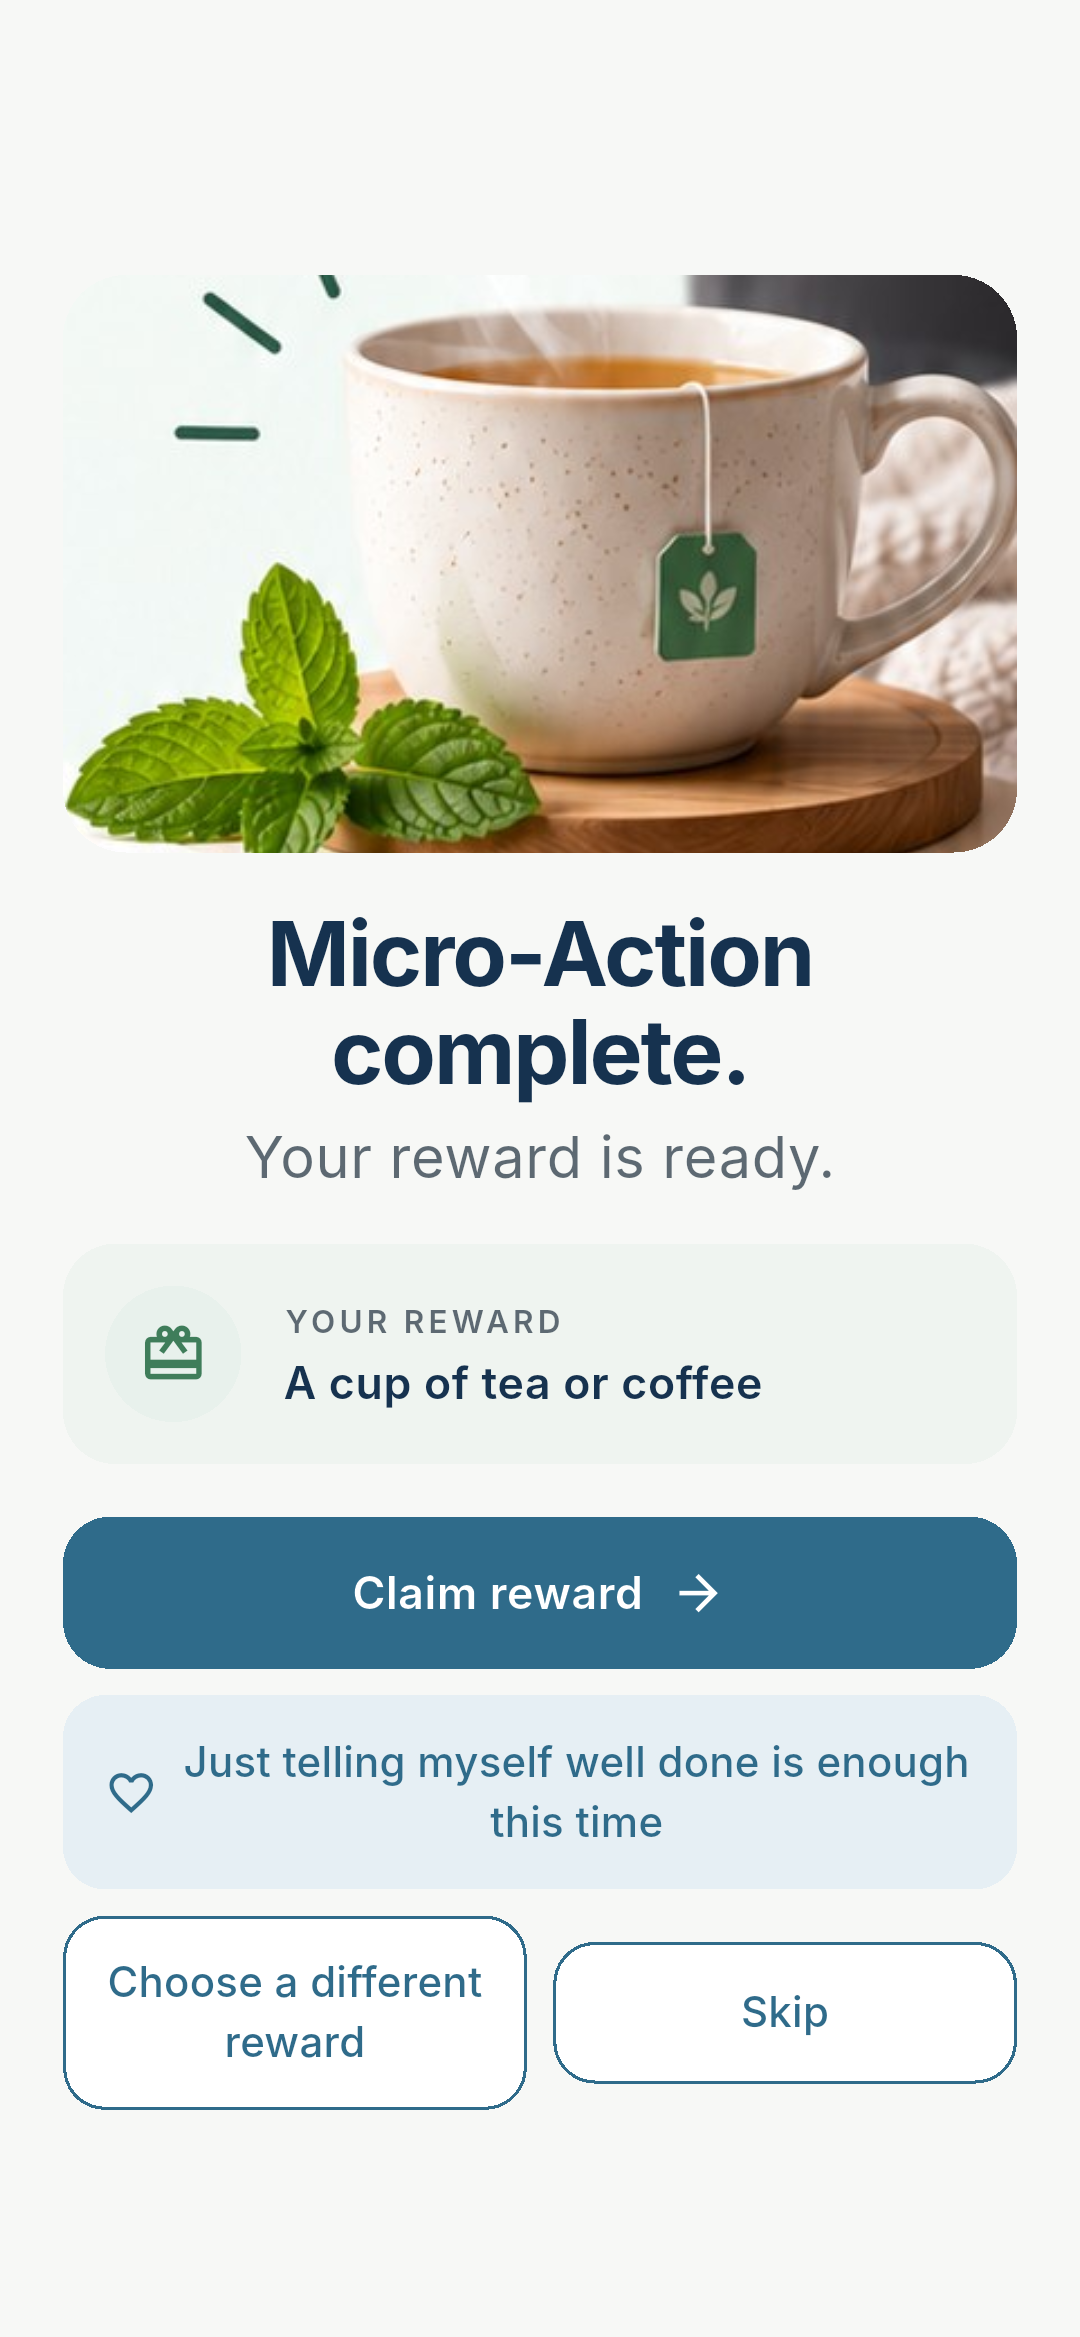 Micro-Action
complete.
Your reward is ready.
YOUR REWARD
A cup of tea or coffee
Claim reward
Just telling myself well done is enough
this time
Choose a different
reward
Skip